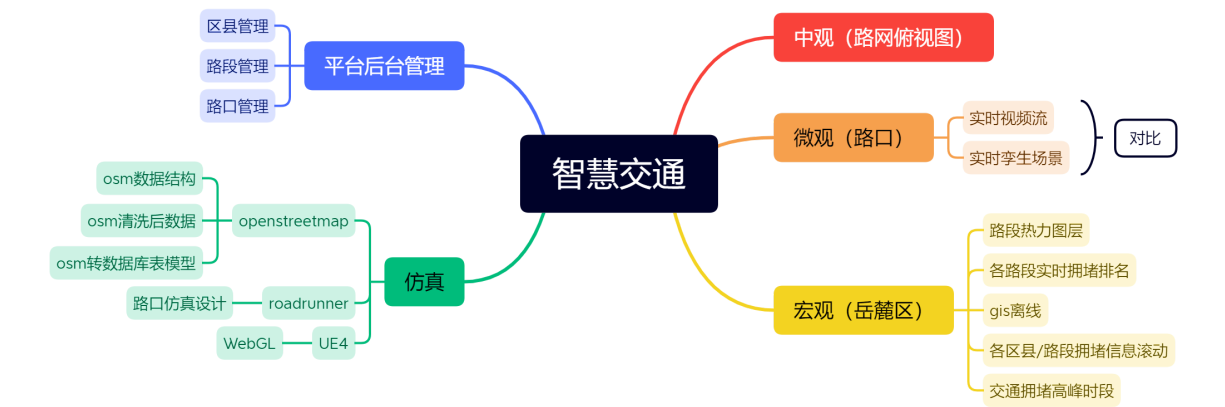 智慧交通
中观（路网俯视图）
微观（路口）
实时视频流
实时孪生场景
对比
宏观（岳麓区）
路段热力图层
各路段实时拥堵排名
gis离线
各区县/路段拥堵信息滚动
交通拥堵高峰时段
平台后台管理
区县管理
路段管理
路口管理
仿真
openstreetmap
osm数据结构
osm清洗后数据
osm转数据库表模型
roadrunner
路口仿真设计
UE4
WebGL